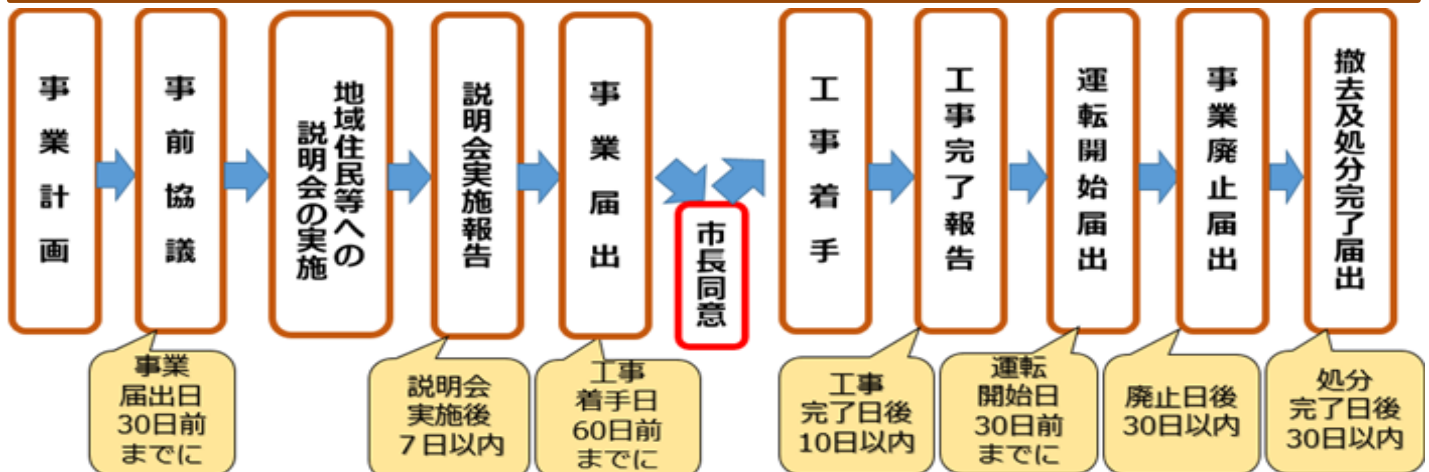 事業計画
事前協議
地域住民等への
説明会の実施
説明会実施報告
事業届出
市長同意
工事着手
工事完了報告
運転開始届出
事業廃止届出
撤去及処分完了届出
事業
届出日
30日前
までに
説明会
実施後
7日以内
工事
着手日
60日前
までに
工事
完了日後
10日以内
運転
開始日
30日前
までに
廃止日後
30日以内
処分
完了日後
30日以内